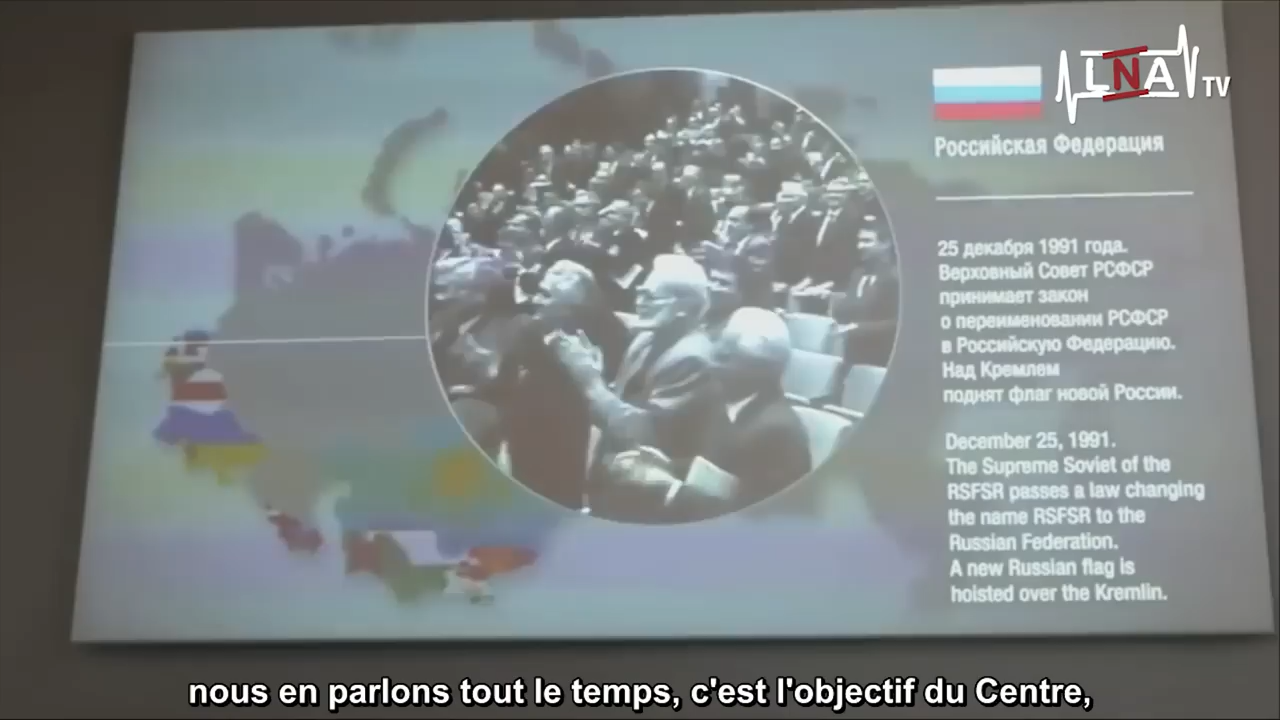 LNA TV
Российская Федерация
25 декабря 1991 года.
Верховный Совет РСФСР
принимает закон
о переименовании РСФСР
в Российскую Федерацию.
Над Кремлем
поднят флаг новой России.
December 25, 1991.
The Supreme Soviet of the
RSFSR passes a law changing
the name RSFSR to the
Russian Federation.
A new Russian flag is
hoisted over the Kremlin.
nous en parlons tout le temps, c'est l'objectif du Centre,